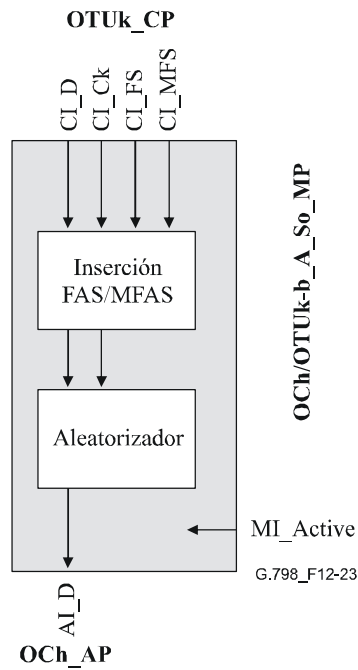 OTUk_CP
CI_D
CI_Ck
CI_FS
CI_MFS
Inserción
FAS/MFAS
OCh/OTUk-b_A_So_MP
Aleatorizador
MI_Active
G.798_F12-23
AI_D
OCh_AP